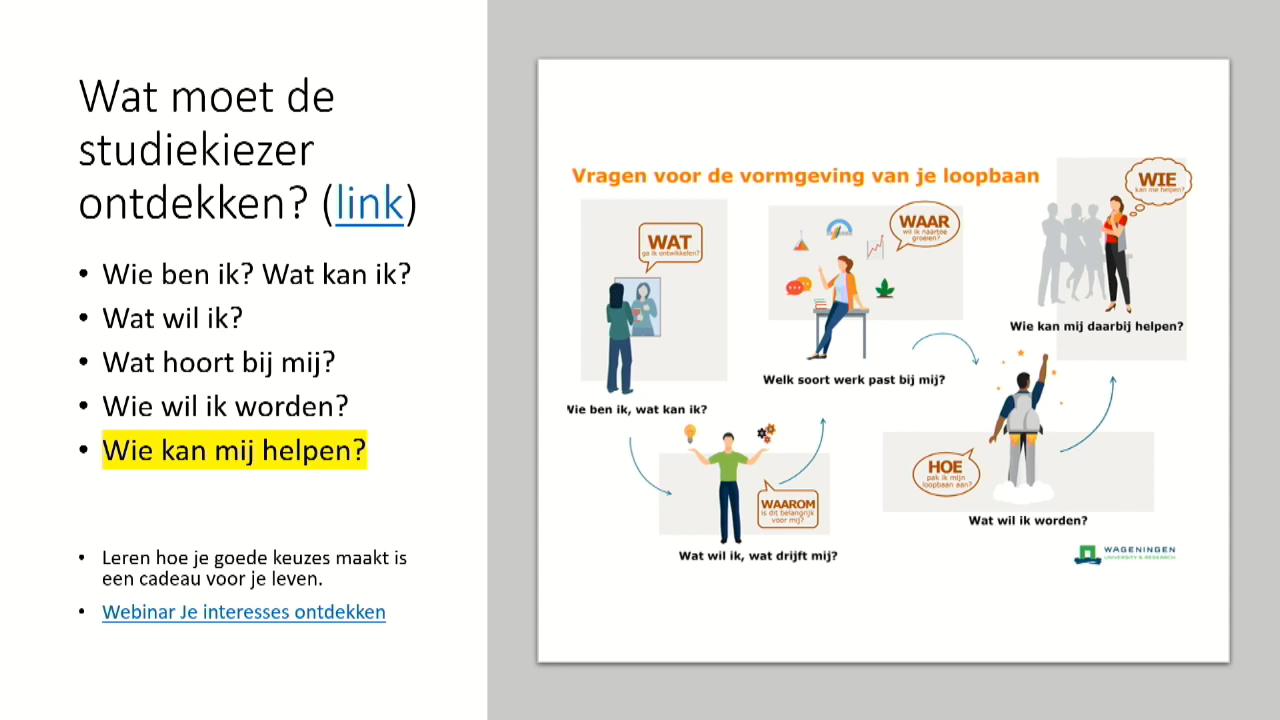 Wat moet de
studiekiezer
ontdekken? (link)
• Wie ben ik? Wat kan ik?
• Wat wil ik?
• Wat hoort bij mij?
• Wie wil ik worden?
• Wie kan mij helpen?
• Leren hoe je goede keuzes maakt is
een cadeau voor je leven.
• Webinar Je interesses ontdekken
Vragen voor de vormgeving van je loopbaan
WAT
ga ik ontwikkelen?
Wie ben ik, wat kan ik?
WAAROM
is dit belangrijk
voor mij?
Wat wil ik, wat drijft mij?
WAAR
wil ik naartoe
groeien?
Welk soort werk past bij mij?
HOE
pak ik mijn
loopbaan aan?
Wat wil ik worden?
WIE
kan me helpen?
Wie kan mij daarbij helpen?
WAGENINGEN
UNIVERSITY & RESEARCH